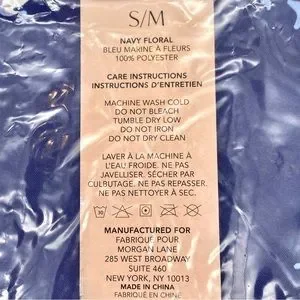 S/M
NAVY FLORAL
BLEU MARINE À FLEURS
100% POLYESTER
CARE INSTRUCTIONS
INSTRUCTIONS D'ENTRETIEN
MACHINE WASH COLD
DO NOT BLEACH
TUMBLE DRY LOW
DO NOT IRON
DO NOT DRY CLEAN
LAVER À LA MACHINE À
L'EAU FROIDE. NE PAS
JAVELLISER. SÉCHER PAR
CULBUTAGE. NE PAS REPASSER.
NE PAS NETTOYER À SEC.
MANUFACTURED FOR
FABRIQUÉ POUR
MORGAN LANE
285 WEST BROADWAY
SUITE 460
NEW YORK, NY 10013
MADE IN CHINA
FABRIQUÉ EN CHINE